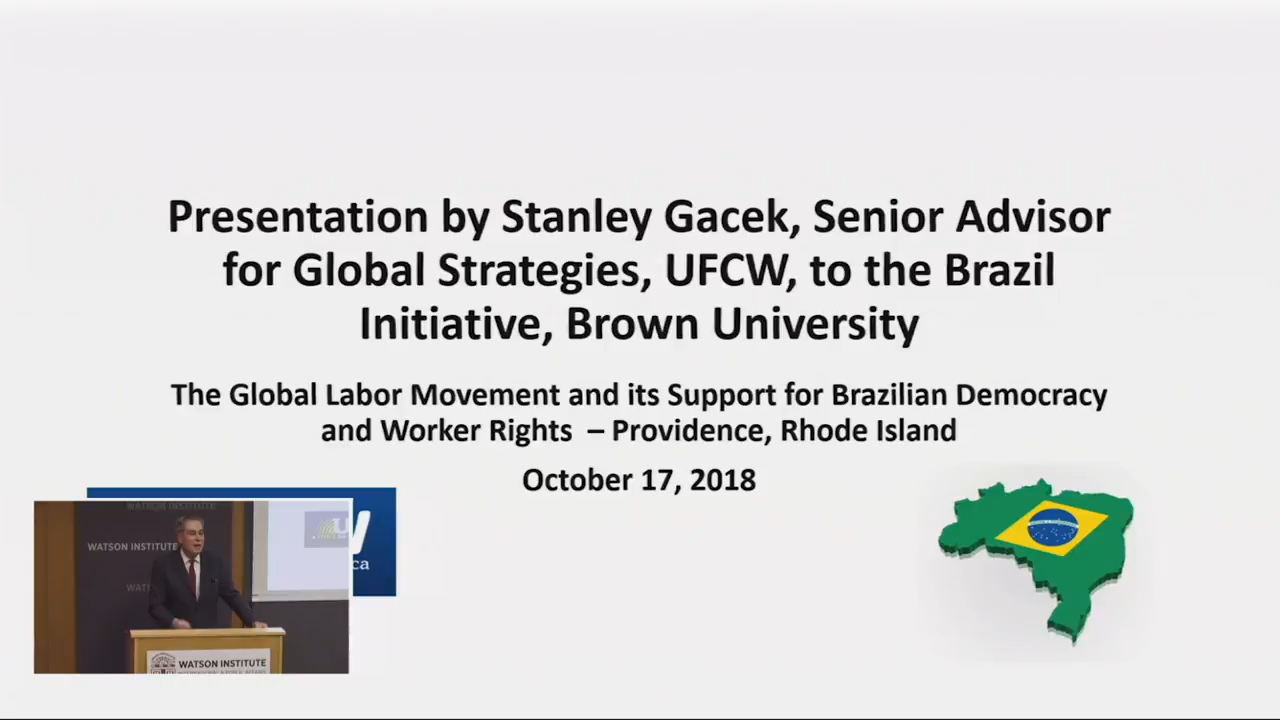 Presentation by Stanley Gacek, Senior Advisor
for Global Strategies, UFCW, to the Brazil
Initiative, Brown University
The Global Labor Movement and its Support for Brazilian Democracy
and Worker Rights – Providence, Rhode Island
October 17, 2018
WATSON INSTITUTE
WATSON INSTITUTE
WATSON INSTITUTE